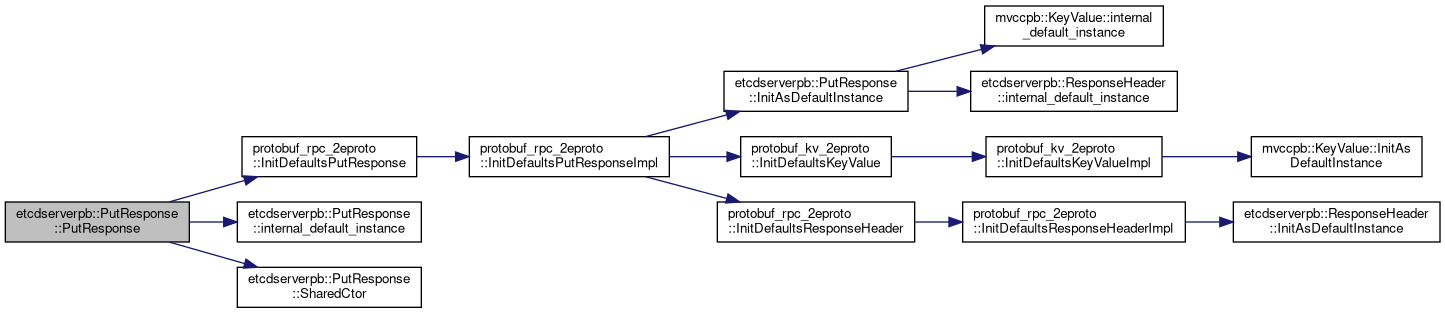 mvccpb::KeyValue::internal
_default_instance
etcdserverpb::PutResponse
::InitAsDefaultInstance
etcdserverpb::ResponseHeader
::internal_default_instance
protobuf_rpc_2eproto
::InitDefaultsPutResponse
protobuf_rpc_2eproto
::InitDefaultsPutResponseImpl
protobuf_kv_2eproto
::InitDefaultsKeyValue
protobuf_kv_2eproto
::InitDefaultsKeyValueImpl
mvccpb::KeyValue::InitAs
DefaultInstance
etcdserverpb::PutResponse
::PutResponse
etcdserverpb::PutResponse
::internal_default_instance
protobuf_rpc_2eproto
::InitDefaultsResponseHeader
protobuf_rpc_2eproto
::InitDefaultsResponseHeaderImpl
etcdserverpb::ResponseHeader
::InitAsDefaultInstance
etcdserverpb::PutResponse
::SharedCtor